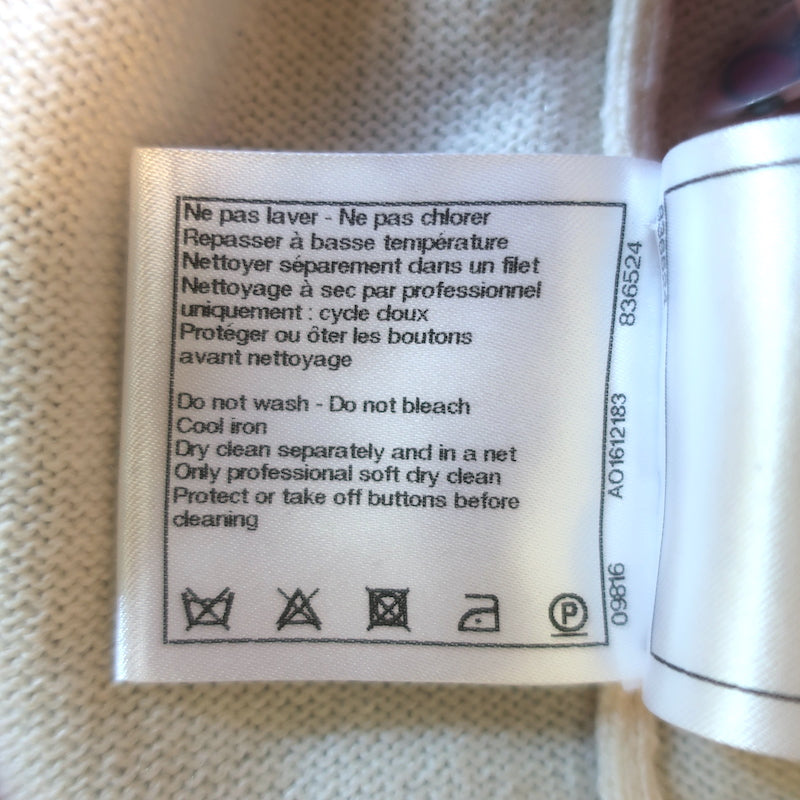 Ne pas laver - Ne pas chlorer
Repasser à basse température
Nettoyer séparement dans un filet
Nettoyage à sec par professionnel
uniquement : cycle doux
Protéger ou ôter les boutons
avant nettoyage
Do not wash - Do not bleach
Cool iron
Dry clean separately and in a net
Only professional soft dry clean
Protect or take off buttons before
cleaning
P
09816 AO1612183 836524